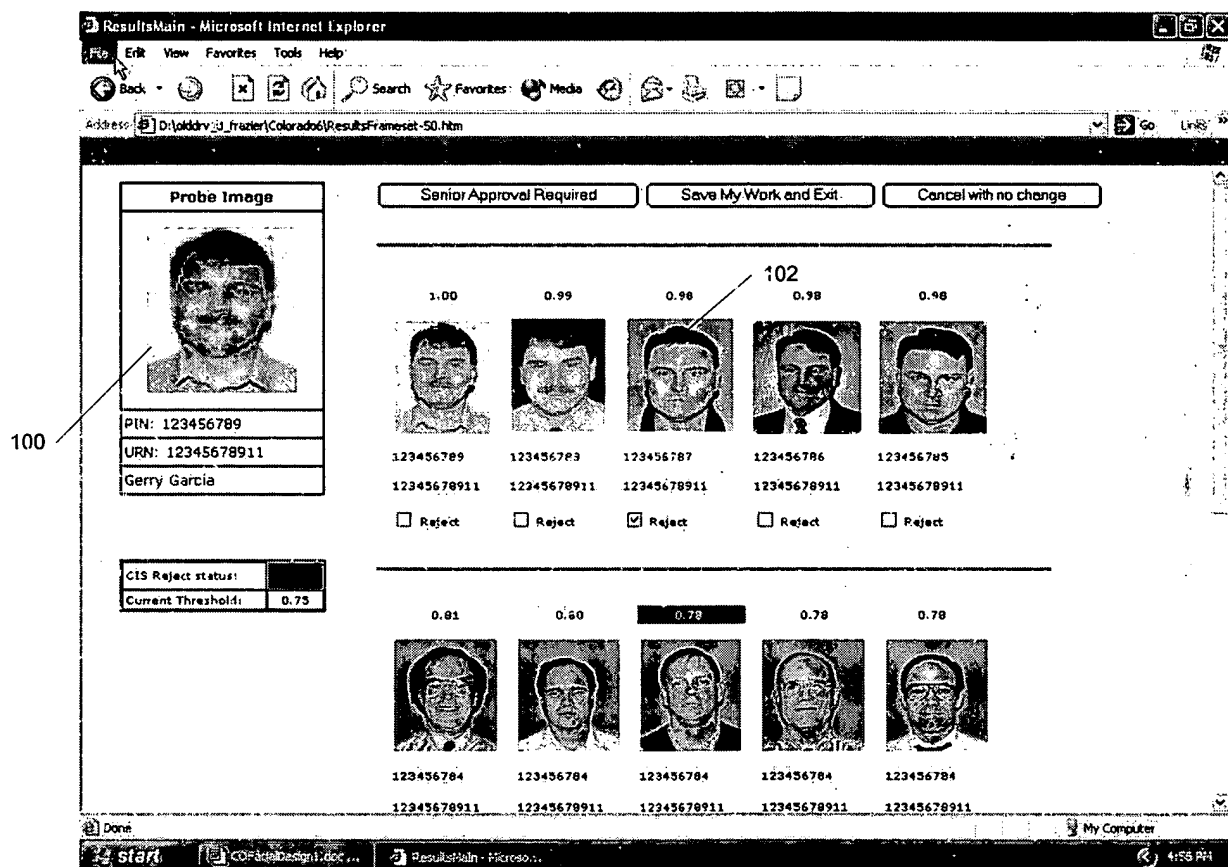 ResultsMain - Microsoft Internet Explorer
File Edit View Favorites Tools Help
Back Search Favorites Media
Address D:\olddrv_d_frazier\Colorado6\ResultsFrameset-50.htm Go Links »
Probe Image
Senior Approval Required Save My Work and Exit Cancel with no change
102
1.00 0.99 0.98 0.98 0.98
100
PIN: 123456789
URN: 12345678911
Gerry Garcia
123456789 123456789 123456787 123456786 123456785
12345678911 12345678911 12345678911 12345678911 12345678911
Reject Reject Reject Reject Reject
CIS Reject status:
Current Threshold: 0.75
0.81 0.60 0.78 0.78 0.78
123456784 123456784 123456784 123456784 123456784
12345678911 12345678911 12345678911 12345678911 12345678911
Done My Computer
start COFacialDesign1.doc ... ResultsMain - Microso... 4:56 PM